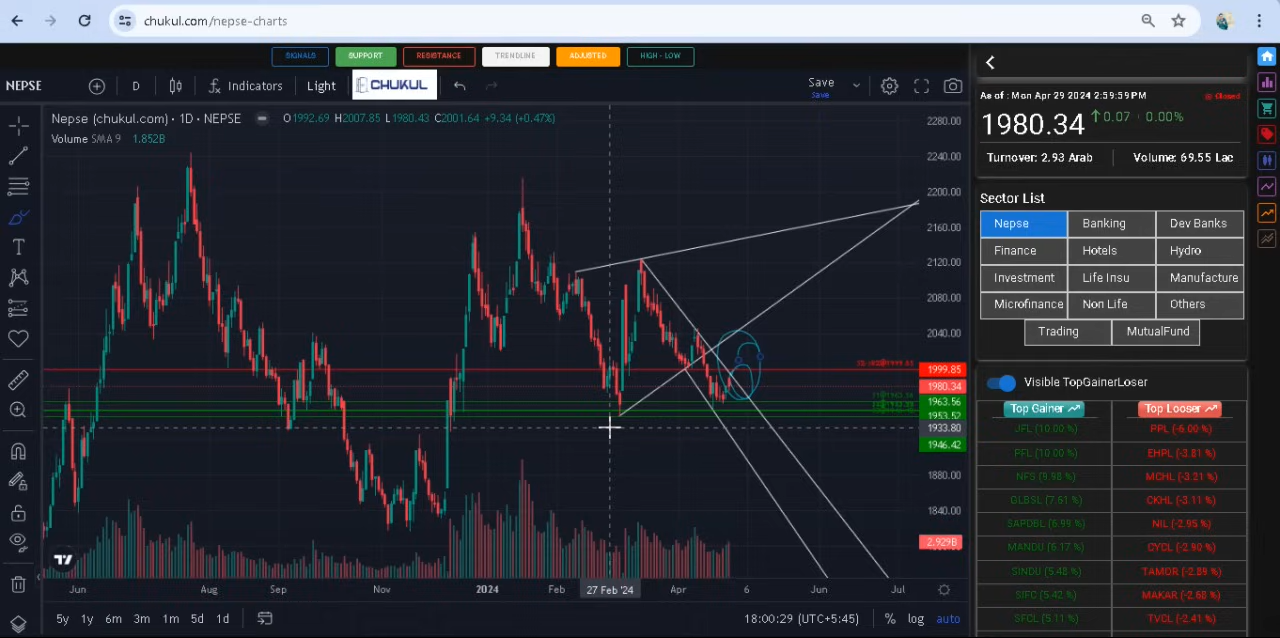 chukul.com/nepse-charts
SIGNALS SUPPORT RESISTANCE TRENDLINE ADJUSTED HIGH - LOW
NEPSE D Indicators Light CHUKUL Save
Save
Nepse (chukul.com) · 1D · NEPSE O1992.69 H2007.85 L1980.43 C2001.64 +9.34 (+0.47%)
Volume SMA 9 1.852B
2280.00
2240.00
2200.00
2160.00
2120.00
2080.00
2040.00
1999.85
1980.34
1963.56
1953.52
1933.80
1946.42
1880.00
1840.00
2.929B
Jun Aug Sep Nov 2024 Feb 27 Feb '24 Apr 6 Jun Jul
5y 1y 6m 3m 1m 5d 1d 18:00:29 (UTC+5:45) % log auto
As of : Mon Apr 29 2024 2:59:59 PM Closed
1980.34 0.07 0.00%
Turnover: 2.93 Arab Volume: 69.55 Lac
Sector List
Nepse Banking Dev Banks
Finance Hotels Hydro
Investment Life Insu Manufacture
Microfinance Non Life Others
Trading MutualFund
Visible TopGainerLoser
Top Gainer Top Looser
JFL (10.00 %) PPL (-6.00 %)
PFL (10.00 %) EHPL (-3.81 %)
NFS (9.98 %) MCHL (-3.21 %)
GLBSL (7.61 %) CKHL (-3.11 %)
SAPDBL (6.99 %) NIL (-2.95 %)
MANDU (6.17 %) CYCL (-2.90 %)
SINDU (5.48 %) TAMOR (-2.89 %)
SIFC (5.42 %) MAKAR (-2.68 %)
SFCL (5.11 %) TVCL (-2.41 %)